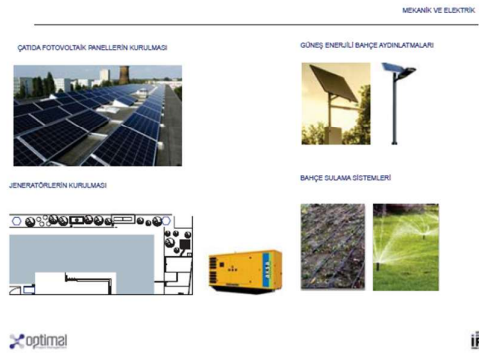 MEKANİK VE ELEKTRİK
ÇATIDA FOTOVOLTAİK PANELLERİN KURULMASI
GÜNEŞ ENERJİLİ BAHÇE AYDINLATMALARI
JENERATÖRLERİN KURULMASI
BAHÇE SULAMA SİSTEMLERİ
optimal